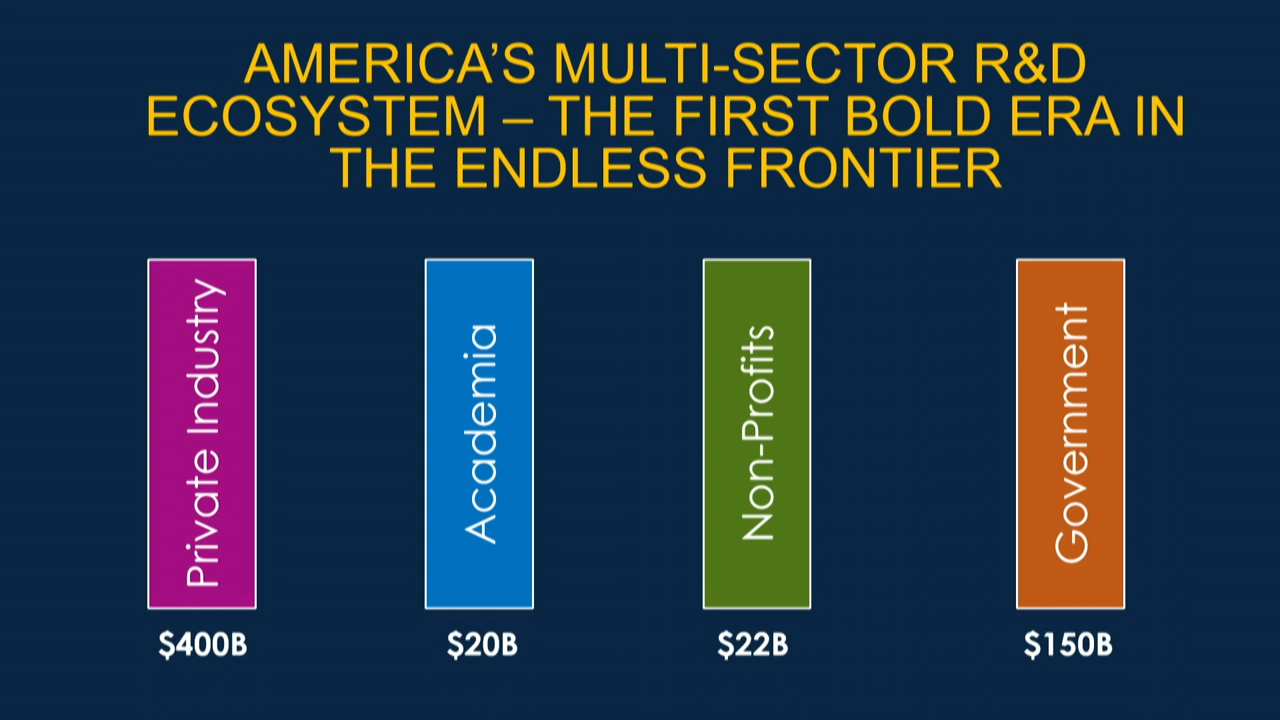 AMERICA’S MULTI-SECTOR R&D
ECOSYSTEM – THE FIRST BOLD ERA IN
THE ENDLESS FRONTIER
Private Industry
Academia
Non-Profits
Government
$400B
$20B
$22B
$150B